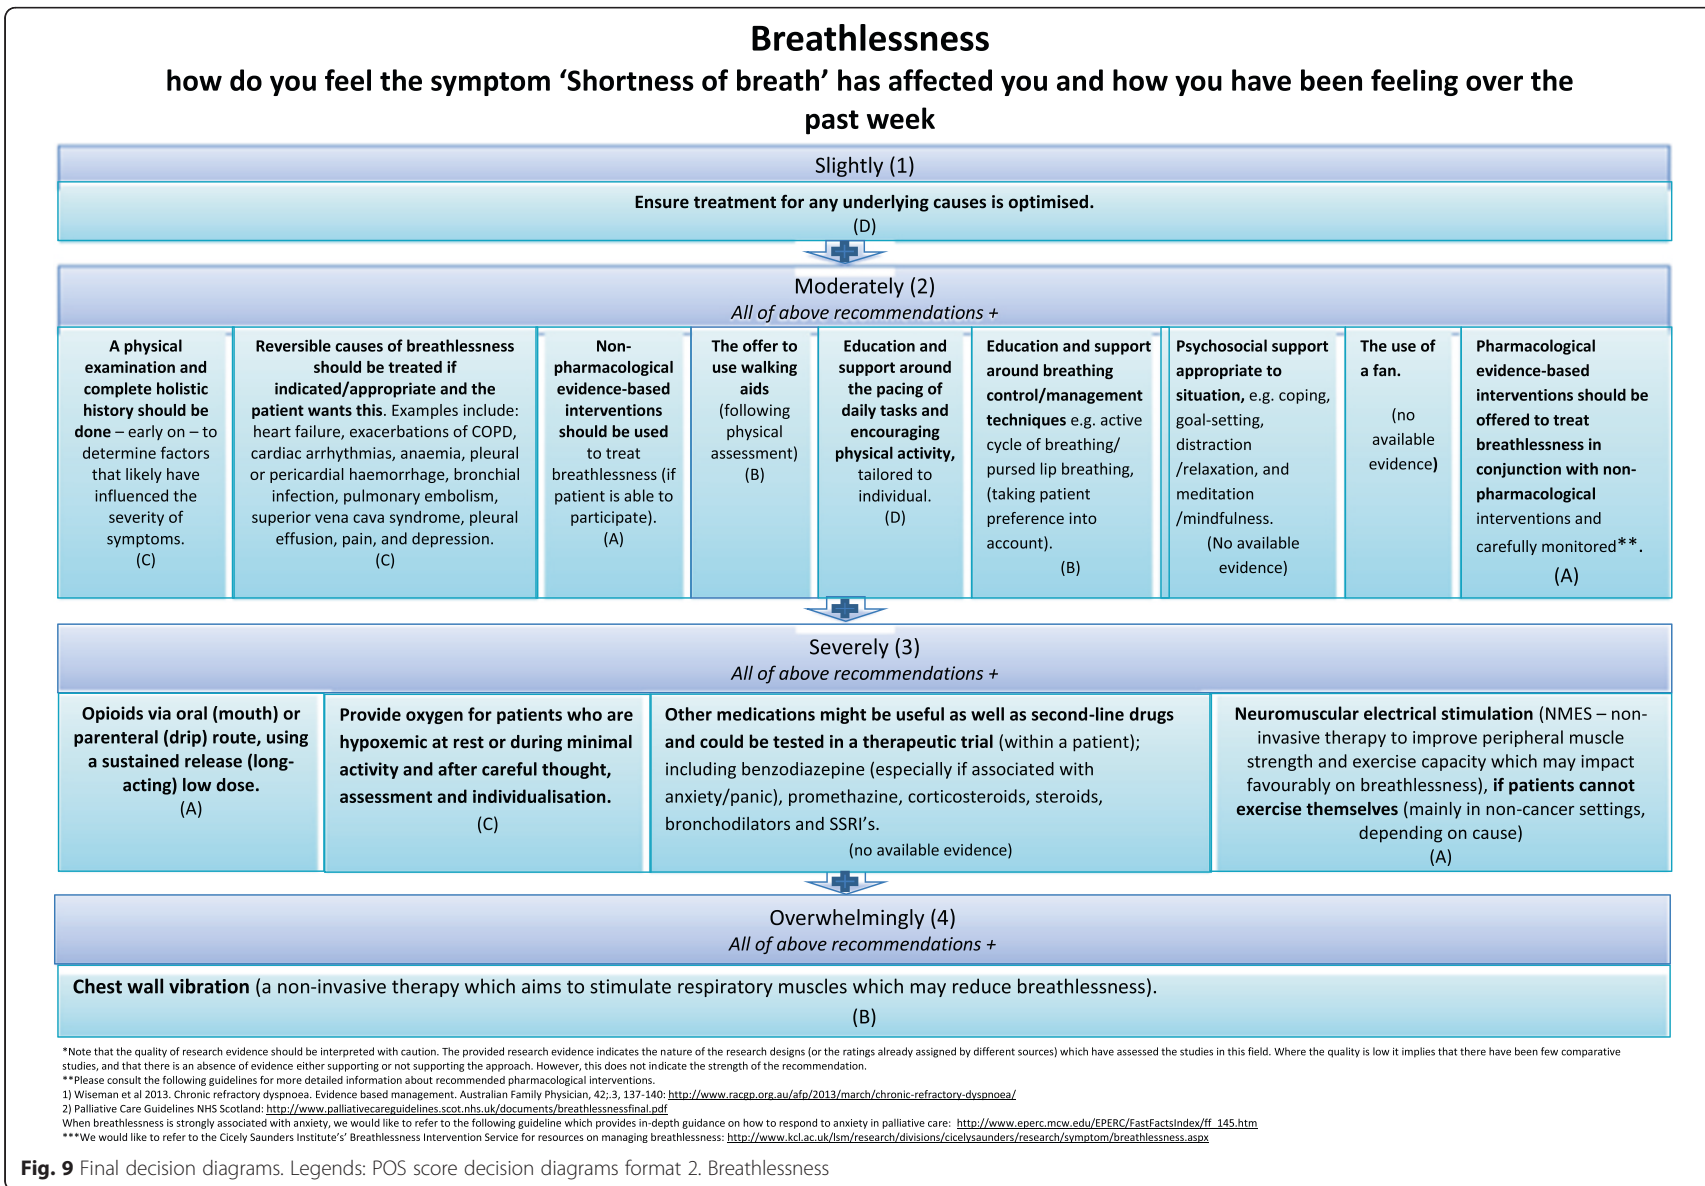 Breathlessness
how do you feel the symptom ‘Shortness of breath’ has affected you and how you have been feeling over the
past week
Slightly (1)
Ensure treatment for any underlying causes is optimised.
(D)
Moderately (2)
All of above recommendations +
A physical
examination and
complete holistic
history should be
done – early on – to
determine factors
that likely have
influenced the
severity of
symptoms.
(C)
Reversible causes of breathlessness
should be treated if
indicated/appropriate and the
patient wants this. Examples include:
heart failure, exacerbations of COPD,
cardiac arrhythmias, anaemia, pleural
or pericardial haemorrhage, bronchial
infection, pulmonary embolism,
superior vena cava syndrome, pleural
effusion, pain, and depression.
(C)
Non-
pharmacological
evidence-based
interventions
should be used
to treat
breathlessness (if
patient is able to
participate).
(A)
The offer to
use walking
aids
(following
physical
assessment)
(B)
Education and
support around
the pacing of
daily tasks and
encouraging
physical activity,
tailored to
individual.
(D)
Education and support
around breathing
control/management
techniques e.g. active
cycle of breathing/
pursed lip breathing,
(taking patient
preference into
account).
(B)
Psychosocial support
appropriate to
situation, e.g. coping,
goal-setting,
distraction
/relaxation, and
meditation
/mindfulness.
(No available
evidence)
The use of
a fan.
(no
available
evidence)
Pharmacological
evidence-based
interventions should be
offered to treat
breathlessness in
conjunction with non-
pharmacological
interventions and
carefully monitored**.
(A)
Severely (3)
All of above recommendations +
Opioids via oral (mouth) or
parenteral (drip) route, using
a sustained release (long-
acting) low dose.
(A)
Provide oxygen for patients who are
hypoxemic at rest or during minimal
activity and after careful thought,
assessment and individualisation.
(C)
Other medications might be useful as well as second-line drugs
and could be tested in a therapeutic trial (within a patient);
including benzodiazepine (especially if associated with
anxiety/panic), promethazine, corticosteroids, steroids,
bronchodilators and SSRI’s.
(no available evidence)
Neuromuscular electrical stimulation (NMES – non-
invasive therapy to improve peripheral muscle
strength and exercise capacity which may impact
favourably on breathlessness), if patients cannot
exercise themselves (mainly in non-cancer settings,
depending on cause)
(A)
Overwhelmingly (4)
All of above recommendations +
Chest wall vibration (a non-invasive therapy which aims to stimulate respiratory muscles which may reduce breathlessness).
(B)
*Note that the quality of research evidence should be interpreted with caution. The provided research evidence indicates the nature of the research designs (or the ratings already assigned by different sources) which have assessed the studies in this field. Where the quality is low it implies that there have been few comparative
studies, and that there is an absence of evidence either supporting or not supporting the approach. However, this does not indicate the strength of the recommendation.
**Please consult the following guidelines for more detailed information about recommended pharmacological interventions.
1) Wiseman et al 2013. Chronic refractory dyspnoea. Evidence based management. Australian Family Physician, 42;.3, 137-140: http://www.racgp.org.au/afp/2013/march/chronic-refractory-dyspnoea/
2) Palliative Care Guidelines NHS Scotland: http://www.palliativecareguidelines.scot.nhs.uk/documents/breathlessnessfinal.pdf
When breathlessness is strongly associated with anxiety, we would like to refer to the following guideline which provides in-depth guidance on how to respond to anxiety in palliative care: http://www.eperc.mcw.edu/EPERC/FastFactsIndex/ff_145.htm
***We would like to refer to the Cicely Saunders Institute’s’ Breathlessness Intervention Service for resources on managing breathlessness: http://www.kcl.ac.uk/lsm/research/divisions/cicelysaunders/research/symptom/breathlessness.aspx
Fig. 9 Final decision diagrams. Legends: POS score decision diagrams format 2. Breathlessness